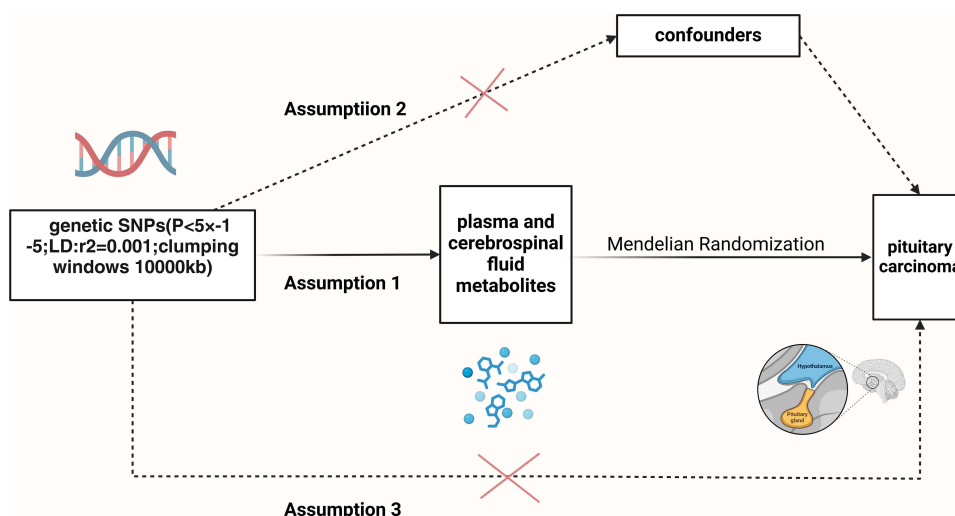 confounders
Assumptiion 2
genetic SNPs(P<5×-1
-5;LD:r2=0.001;clumping
windows 10000kb)
Assumption 1
plasma and
cerebrospinal
fluid
metabolites
Mendelian Randomization
pituitary
carcinoma
Hypothalamus
Pituitary
gland
Assumption 3